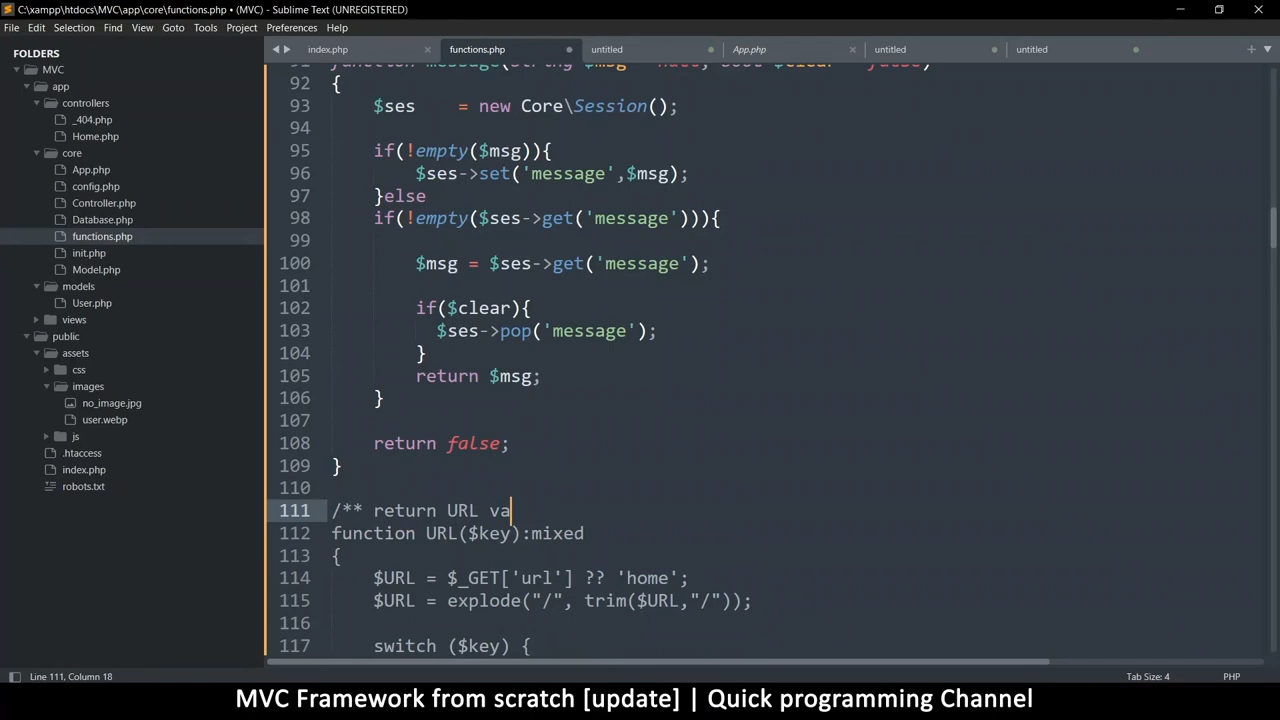 C:\xampp\htdocs\MVC\app\core\functions.php • (MVC) - Sublime Text (UNREGISTERED)
File Edit Selection Find View Goto Tools Project Preferences Help
FOLDERS
MVC
app
controllers
_404.php
Home.php
core
App.php
config.php
Controller.php
Database.php
functions.php
init.php
Model.php
models
User.php
views
public
assets
css
images
no_image.jpg
user.webp
js
.htaccess
index.php
robots.txt
index.php functions.php untitled App.php untitled untitled
92 {
93 $ses = new Core\Session();
94
95 if(!empty($msg)){
96 $ses->set('message',$msg);
97 }else
98 if(!empty($ses->get('message'))){
99
100 $msg = $ses->get('message');
101
102 if($clear){
103 $ses->pop('message');
104 }
105 return $msg;
106 }
107
108 return false;
109 }
110
111 /** return URL va
112 function URL($key):mixed
113 {
114 $URL = $_GET['url'] ?? 'home';
115 $URL = explode("/", trim($URL,"/"));
116
117 switch ($key) {
Line 111, Column 18
Tab Size: 4 PHP
MVC Framework from scratch [update] | Quick programming Channel